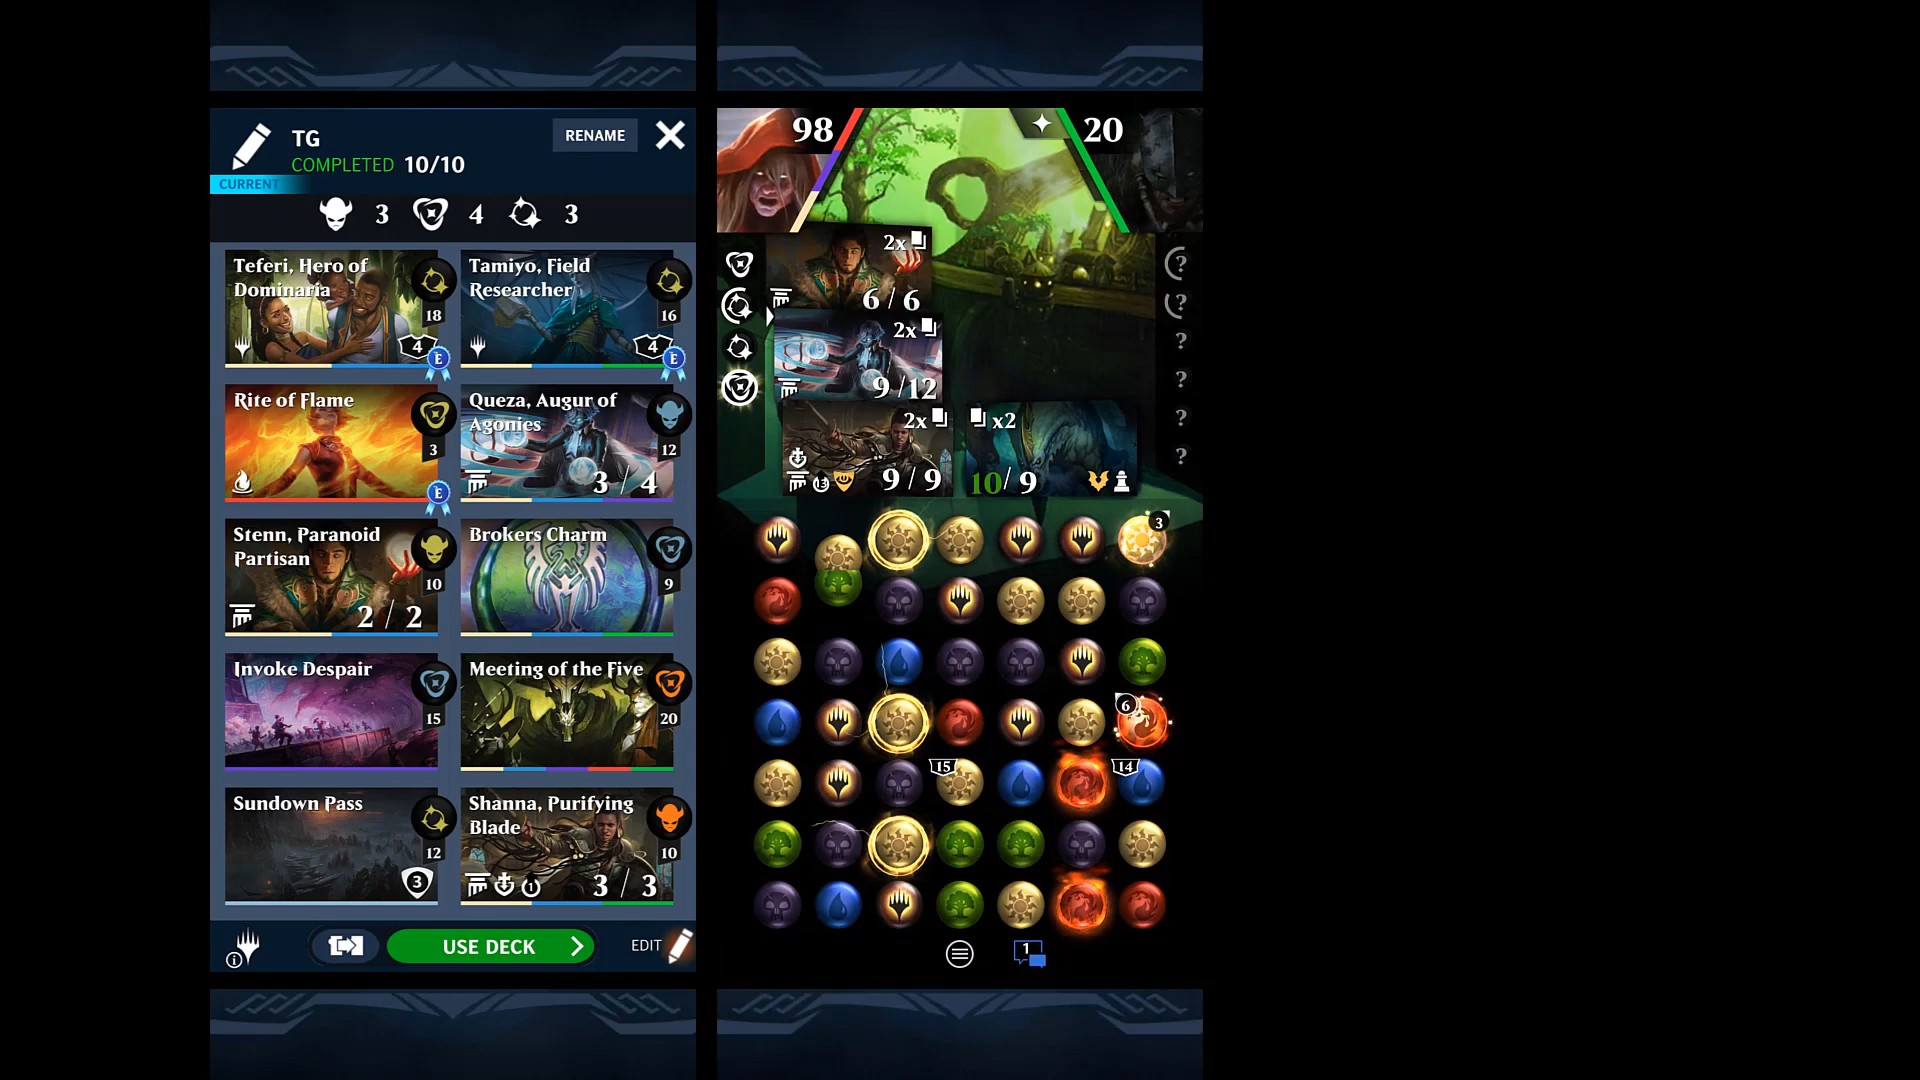 TG
RENAME
COMPLETED 10/10
CURRENT
3 4 3
Teferi, Hero of
Dominaria
18
4
E
Tamiyo, Field
Researcher
16
4
E
Rite of Flame
3
E
Queza, Augur of
Agonies
12
3 / 4
Stenn, Paranoid
Partisan
10
2 / 2
Brokers Charm
9
Invoke Despair
15
Meeting of the Five
20
Sundown Pass
12
3
Shanna, Purifying
Blade
10
1
3 / 3
i
USE DECK
EDIT
98
20
2x
6 / 6
2x
9 /12
2x
13
9 / 9
x2
10/ 9
?
?
?
?
?
?
3
6
15
14
1